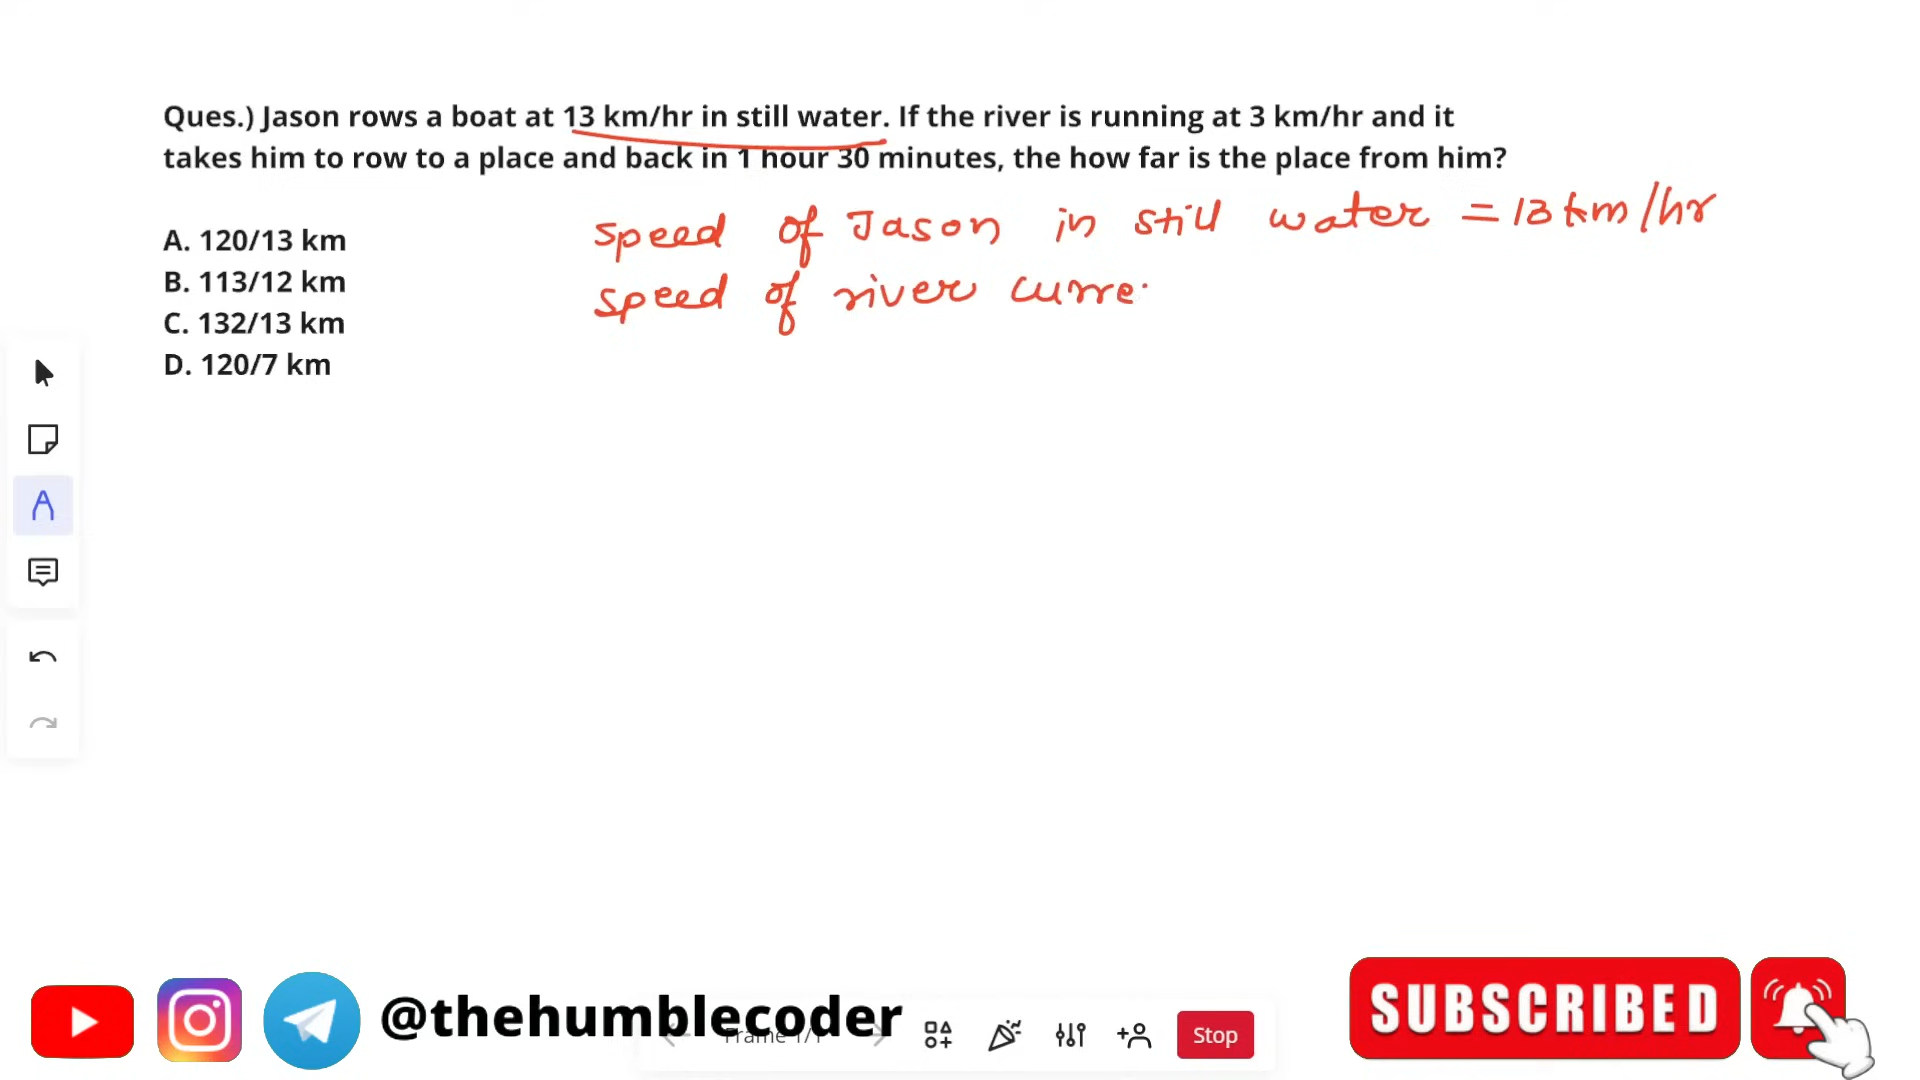 Ques.) Jason rows a boat at 13 km/hr in still water. If the river is running at 3 km/hr and it
takes him to row to a place and back in 1 hour 30 minutes, the how far is the place from him?
A. 120/13 km
B. 113/12 km
C. 132/13 km
D. 120/7 km
speed of Jason in still water = 13 km/hr
speed of river curre
@thehumblecoder
Frame 1/1
Stop
SUBSCRIBED